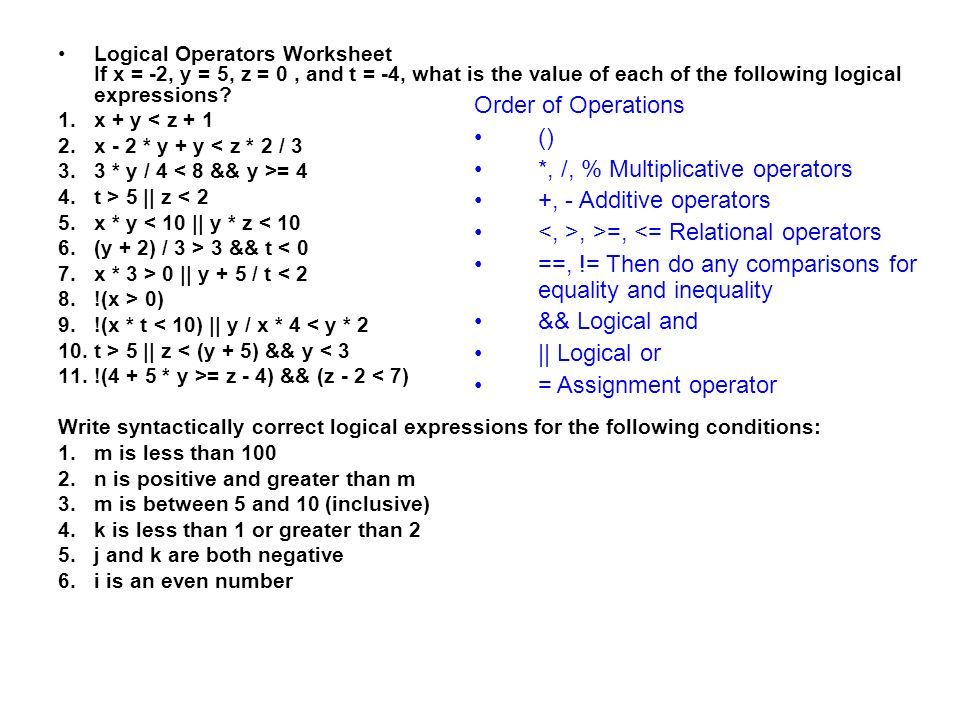 • Logical Operators Worksheet
If x = -2, y = 5, z = 0 , and t = -4, what is the value of each of the following logical
expressions?
1. x + y < z + 1
2. x - 2 * y + y < z * 2 / 3
3. 3 * y / 4 < 8 && y >= 4
4. t > 5 || z < 2
5. x * y < 10 || y * z < 10
6. (y + 2) / 3 > 3 && t < 0
7. x * 3 > 0 || y + 5 / t < 2
8. !(x > 0)
9. !(x * t < 10) || y / x * 4 < y * 2
10. t > 5 || z < (y + 5) && y < 3
11. !(4 + 5 * y >= z - 4) && (z - 2 < 7)
Order of Operations
• ()
• *, /, % Multiplicative operators
• +, - Additive operators
• <, >, >=, <= Relational operators
• ==, != Then do any comparisons for
equality and inequality
• && Logical and
• || Logical or
• = Assignment operator
Write syntactically correct logical expressions for the following conditions:
1. m is less than 100
2. n is positive and greater than m
3. m is between 5 and 10 (inclusive)
4. k is less than 1 or greater than 2
5. j and k are both negative
6. i is an even number